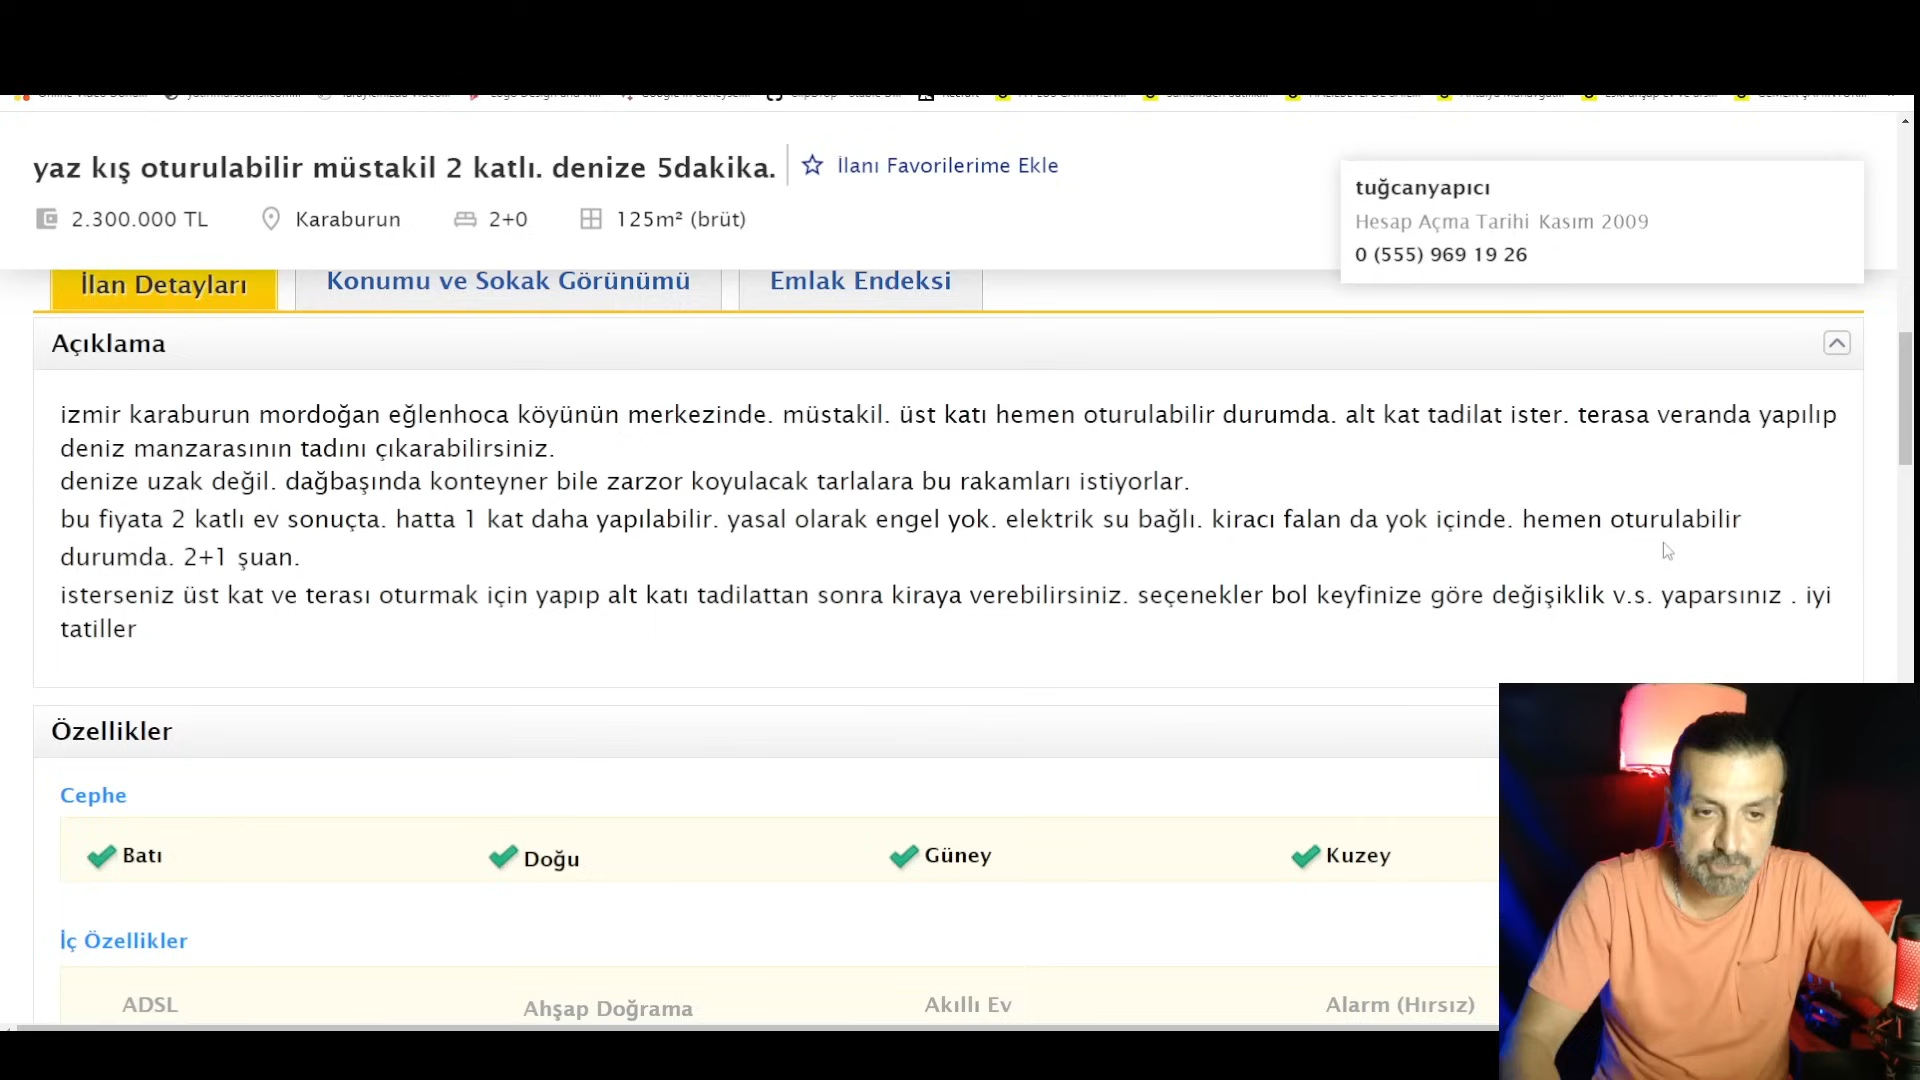 yaz kış oturulabilir müstakil 2 katlı. denize 5dakika.
İlanı Favorilerime Ekle
2.300.000 TL
Karaburun
2+0
125m² (brüt)
tuğcanyapıcı
Hesap Açma Tarihi Kasım 2009
0 (555) 969 19 26
İlan Detayları
Konumu ve Sokak Görünümü
Emlak Endeksi
Açıklama
izmir karaburun mordoğan eğlenhoca köyünün merkezinde. müstakil. üst katı hemen oturulabilir durumda. alt kat tadilat ister. terasa veranda yapılıp
deniz manzarasının tadını çıkarabilirsiniz.
denize uzak değil. dağbaşında konteyner bile zarzor koyulacak tarlalara bu rakamları istiyorlar.
bu fiyata 2 katlı ev sonuçta. hatta 1 kat daha yapılabilir. yasal olarak engel yok. elektrik su bağlı. kiracı falan da yok içinde. hemen oturulabilir
durumda. 2+1 şuan.
isterseniz üst kat ve terası oturmak için yapıp alt katı tadilattan sonra kiraya verebilirsiniz. seçenekler bol keyfinize göre değişiklik v.s. yaparsınız . iyi
tatiller
Özellikler
Cephe
Batı
Doğu
Güney
Kuzey
İç Özellikler
ADSL
Ahşap Doğrama
Akıllı Ev
Alarm (Hırsız)